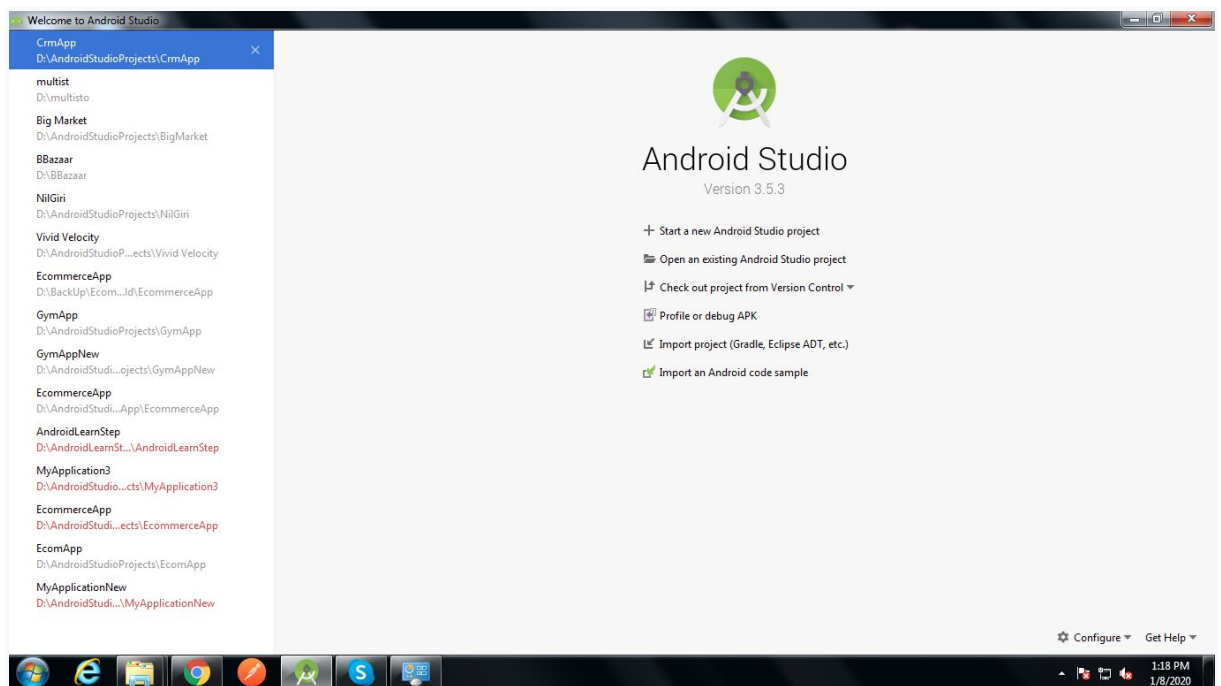 Welcome to Android Studio
CrmApp
D:\AndroidStudioProjects\CrmApp
multist
D:\multisto
Big Market
D:\AndroidStudioProjects\BigMarket
BBazaar
D:\BBazaar
NilGiri
D:\AndroidStudioProjects\NilGiri
Vivid Velocity
D:\AndroidStudioP...ects\Vivid Velocity
EcommerceApp
D:\BackUp\Ecom...ld\EcommerceApp
GymApp
D:\AndroidStudioProjects\GymApp
GymAppNew
D:\AndroidStudi...ojects\GymAppNew
EcommerceApp
D:\AndroidStudi...App\EcommerceApp
AndroidLearnStep
D:\AndroidLearnSt...\AndroidLearnStep
MyApplication3
D:\AndroidStudio...cts\MyApplication3
EcommerceApp
D:\AndroidStudi...ects\EcommerceApp
EcomApp
D:\AndroidStudioProjects\EcomApp
MyApplicationNew
D:\AndroidStudi...\MyApplicationNew
Android Studio
Version 3.5.3
Start a new Android Studio project
Open an existing Android Studio project
Check out project from Version Control
Profile or debug APK
Import project (Gradle, Eclipse ADT, etc.)
Import an Android code sample
Configure Get Help
1:18 PM
1/8/2020